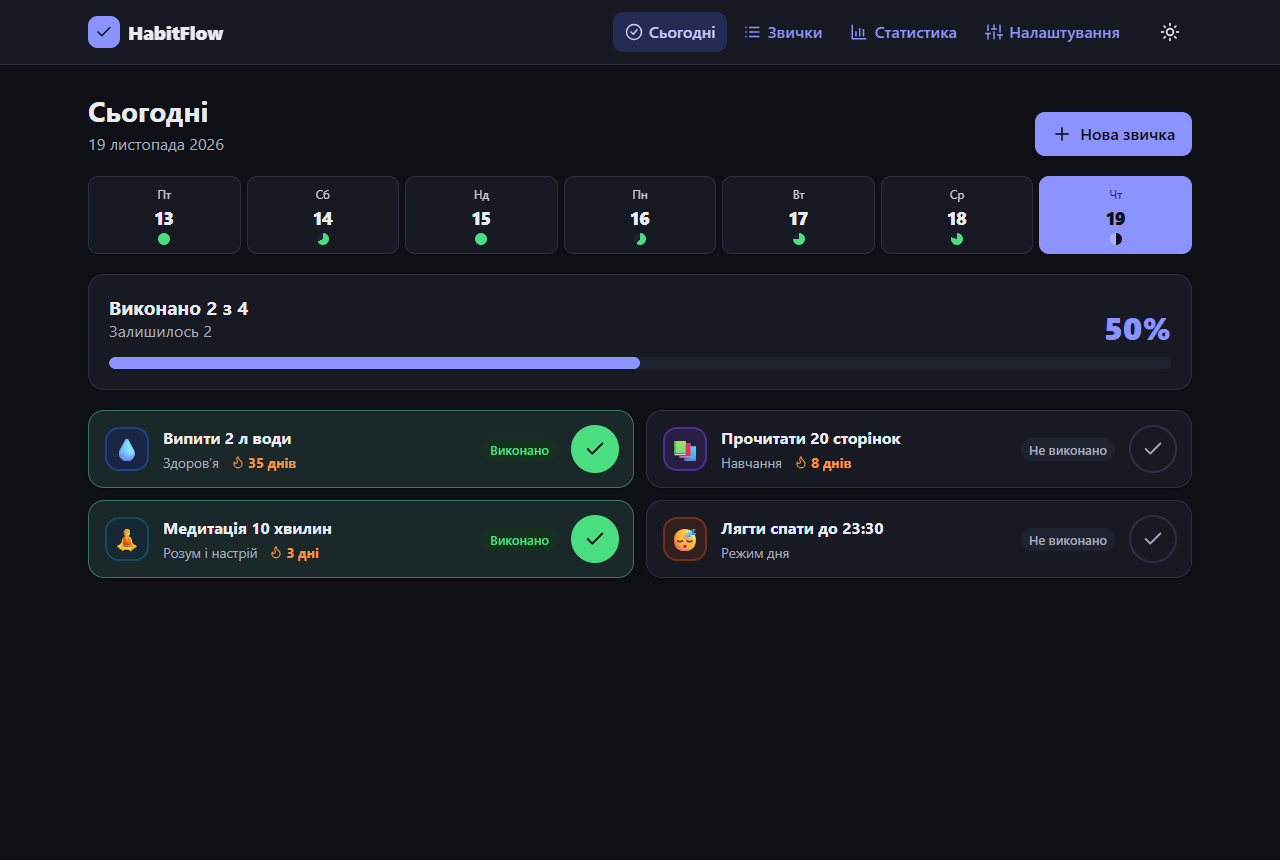 HabitFlow
Сьогодні
Звички
Статистика
Налаштування
Сьогодні
19 листопада 2026
Нова звичка
Пт Сб Нд Пн Вт Ср Чт
13 14 15 16 17 18 19
Виконано 2 з 4
Залишилось 2
50%
Випити 2 л води
Здоров’я 35 днів
Виконано
Прочитати 20 сторінок
Навчання 8 днів
Не виконано
Медитація 10 хвилин
Розум і настрій 3 дні
Виконано
Лягти спати до 23:30
Режим дня
Не виконано